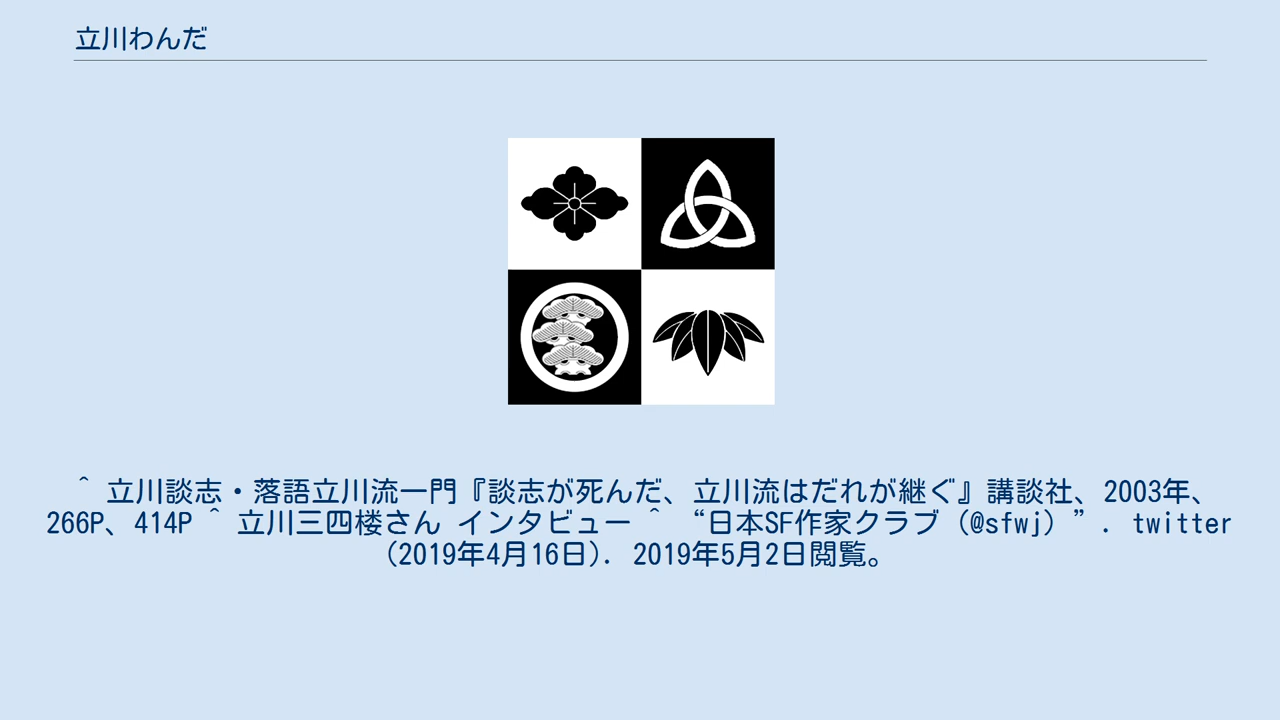 立川わんだ
^ 立川談志・落語立川流一門『談志が死んだ、立川流はだれが継ぐ』講談社、2003年、
266P、414P ^ 立川三四楼さん インタビュー ^ “日本SF作家クラブ（@sfwj）”. twitter
(2019年4月16日). 2019年5月2日閲覧。